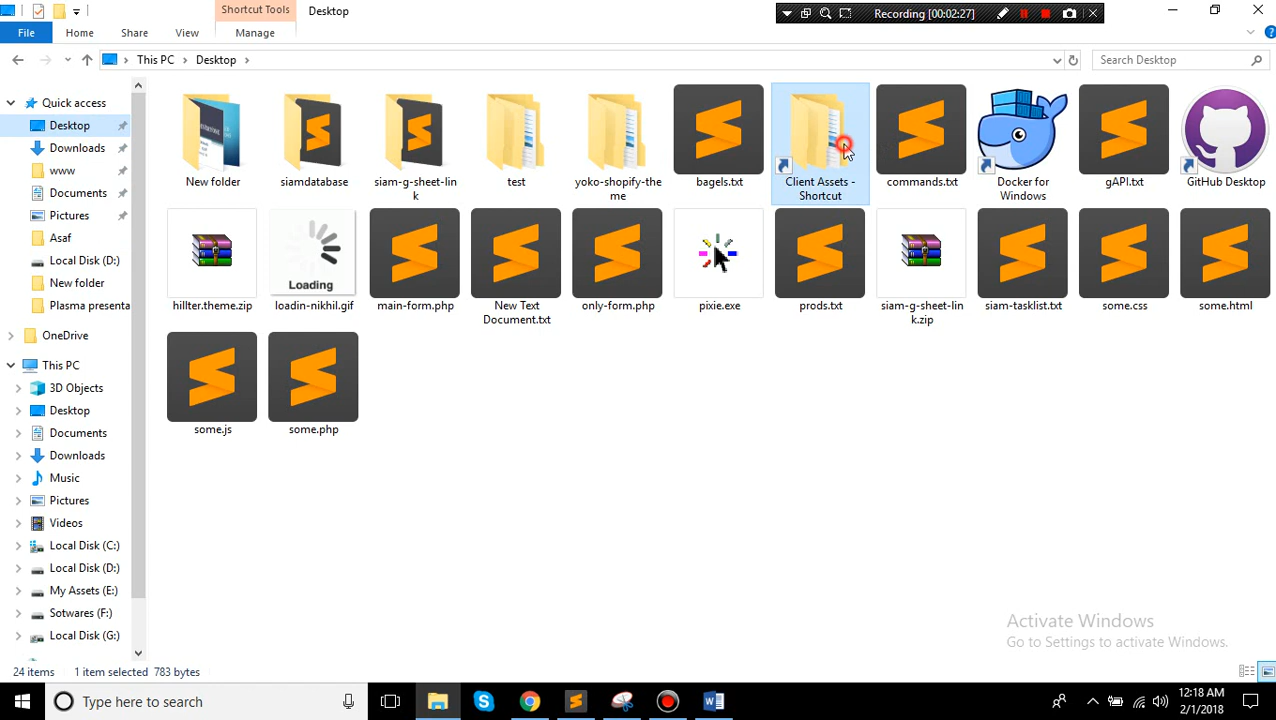 Shortcut Tools
Desktop
Recording [00:02:27]
File
Home
Share
View
Manage
This PC
Desktop
Search Desktop
Quick access
Desktop
Downloads
www
Documents
Pictures
Asaf
Local Disk (D:)
New folder
Plasma presenta
OneDrive
This PC
3D Objects
Desktop
Documents
Downloads
Music
Pictures
Videos
Local Disk (C:)
Local Disk (D:)
My Assets (E:)
Sotwares (F:)
Local Disk (G:)
New folder
siamdatabase
siam-g-sheet-lin
k
test
yoko-shopify-the
me
bagels.txt
Client Assets -
Shortcut
commands.txt
Docker for
Windows
gAPI.txt
GitHub Desktop
hillter.theme.zip
Loading
loadin-nikhil.gif
main-form.php
New Text
Document.txt
only-form.php
pixie.exe
prods.txt
siam-g-sheet-lin
k.zip
siam-tasklist.txt
some.css
some.html
some.js
some.php
Activate Windows
Go to Settings to activate Windows.
24 items
1 item selected
783 bytes
Type here to search
12:18 AM
2/1/2018